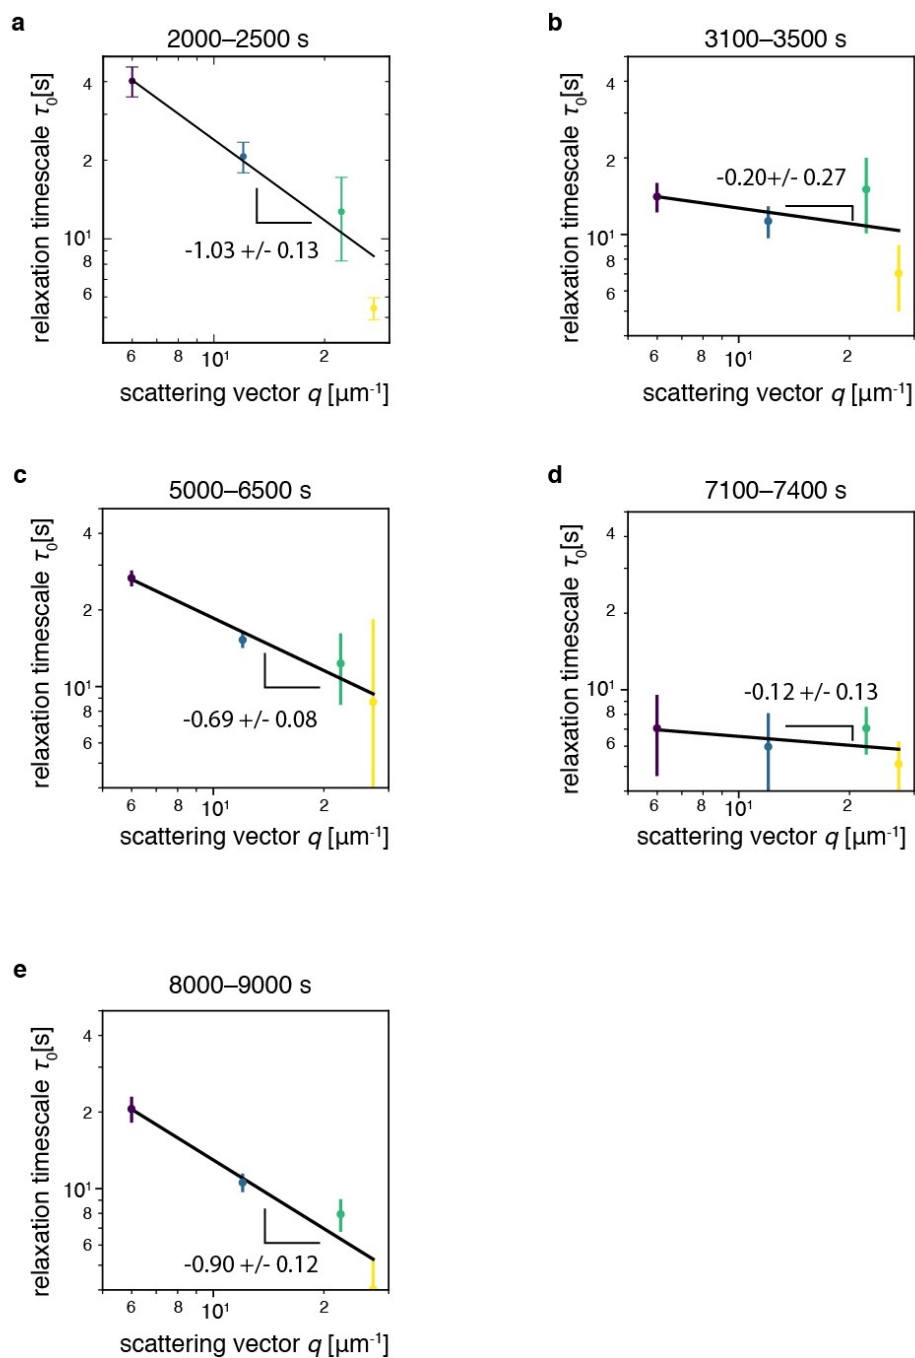 a
2000–2500 s
relaxation timescale τ₀[s]
4
2
10¹
8
6
-1.03 +/- 0.13
6 8 10¹ 2
scattering vector q [µm⁻¹]
b
3100–3500 s
relaxation timescale τ₀[s]
4
2
10¹
8
6
-0.20+/- 0.27
6 8 10¹ 2
scattering vector q [µm⁻¹]
c
5000–6500 s
relaxation timescale τ₀[s]
4
2
10¹
8
6
-0.69 +/- 0.08
6 8 10¹ 2
scattering vector q [µm⁻¹]
d
7100–7400 s
relaxation timescale τ₀[s]
4
2
10¹
8
6
-0.12 +/- 0.13
6 8 10¹ 2
scattering vector q [µm⁻¹]
e
8000–9000 s
relaxation timescale τ₀[s]
4
2
10¹
8
6
-0.90 +/- 0.12
6 8 10¹ 2
scattering vector q [µm⁻¹]